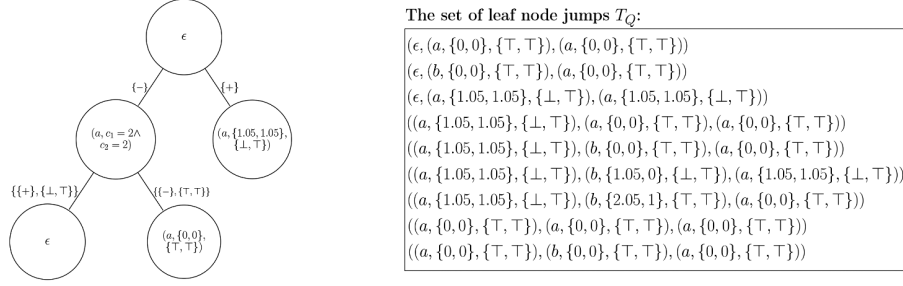 ϵ
{−}
{+}
(a, c₁ = 2∧
c₂ = 2)
(a, {1.05, 1.05},
{⊥, ⊤})
{{+}, {⊥, ⊤}}
{{−}, {⊤, ⊤}}
ϵ
(a, {0, 0},
{⊤, ⊤})
The set of leaf node jumps T_Q:
(ϵ, (a, {0, 0}, {⊤, ⊤}), (a, {0, 0}, {⊤, ⊤}))
(ϵ, (b, {0, 0}, {⊤, ⊤}), (a, {0, 0}, {⊤, ⊤}))
(ϵ, (a, {1.05, 1.05}, {⊥, ⊤}), (a, {1.05, 1.05}, {⊥, ⊤}))
((a, {1.05, 1.05}, {⊥, ⊤}), (a, {0, 0}, {⊤, ⊤}), (a, {0, 0}, {⊤, ⊤}))
((a, {1.05, 1.05}, {⊥, ⊤}), (b, {0, 0}, {⊤, ⊤}), (a, {0, 0}, {⊤, ⊤}))
((a, {1.05, 1.05}, {⊥, ⊤}), (b, {1.05, 0}, {⊥, ⊤}), (a, {1.05, 1.05}, {⊥, ⊤}))
((a, {1.05, 1.05}, {⊥, ⊤}), (b, {2.05, 1}, {⊤, ⊤}), (a, {0, 0}, {⊤, ⊤}))
((a, {0, 0}, {⊤, ⊤}), (a, {0, 0}, {⊤, ⊤}), (a, {0, 0}, {⊤, ⊤}))
((a, {0, 0}, {⊤, ⊤}), (b, {0, 0}, {⊤, ⊤}), (a, {0, 0}, {⊤, ⊤}))